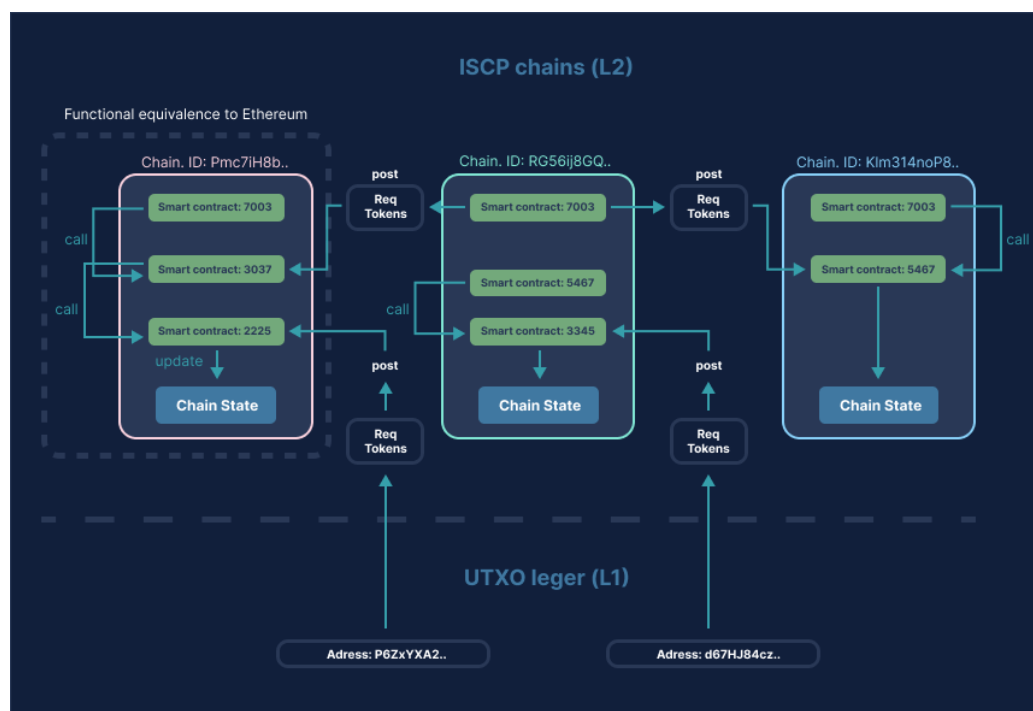 ISCP chains (L2)
Functional equivalence to Ethereum
Chain. ID: Pmc7iH8b..
Smart contract: 7003
call
Smart contract: 3037
call
Smart contract: 2225
update
Chain State
post
Req
Tokens
post
Req
Tokens
Chain. ID: RG56ij8GQ..
Smart contract: 7003
Smart contract: 5467
call
Smart contract: 3345
Chain State
post
Req
Tokens
post
Req
Tokens
Chain. ID: Klm314noP8..
Smart contract: 7003
call
Smart contract: 5467
Chain State
UTXO leger (L1)
Adress: P6ZxYXA2..
Adress: d67HJ84cz..